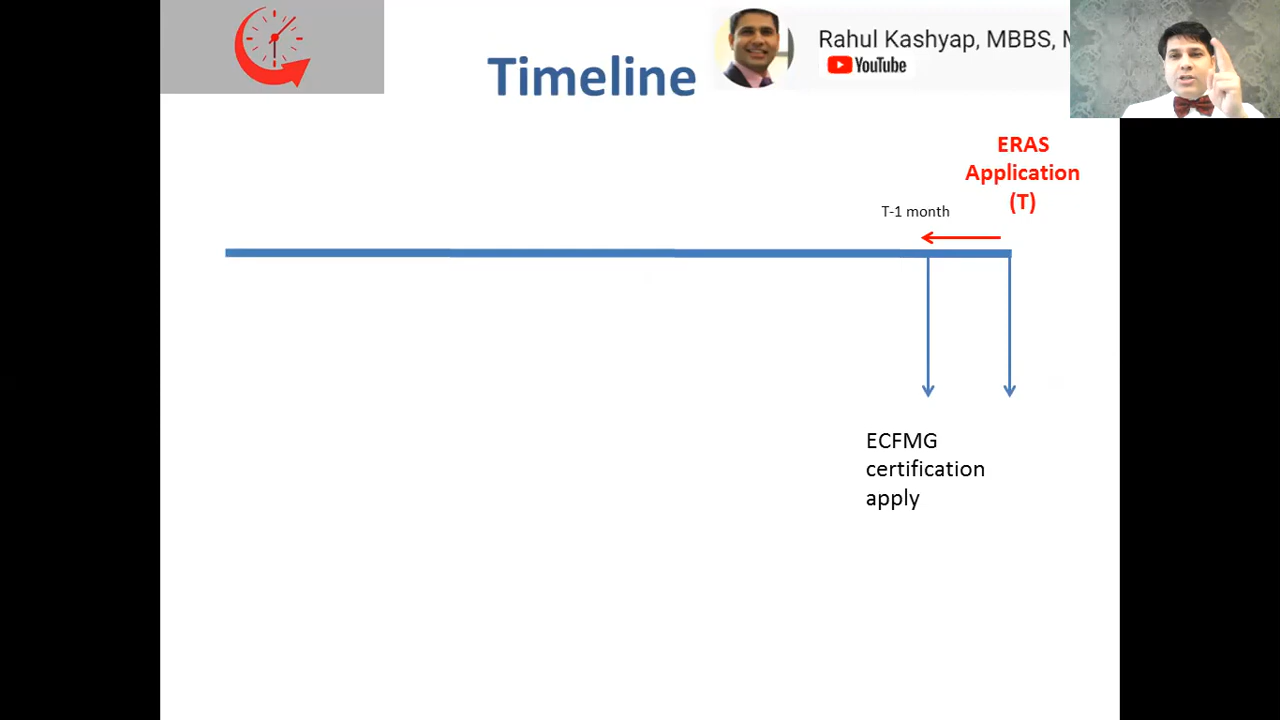 Timeline
Rahul Kashyap, MBBS, M
YouTube
ERAS
Application
(T)
T-1 month
ECFMG
certification
apply